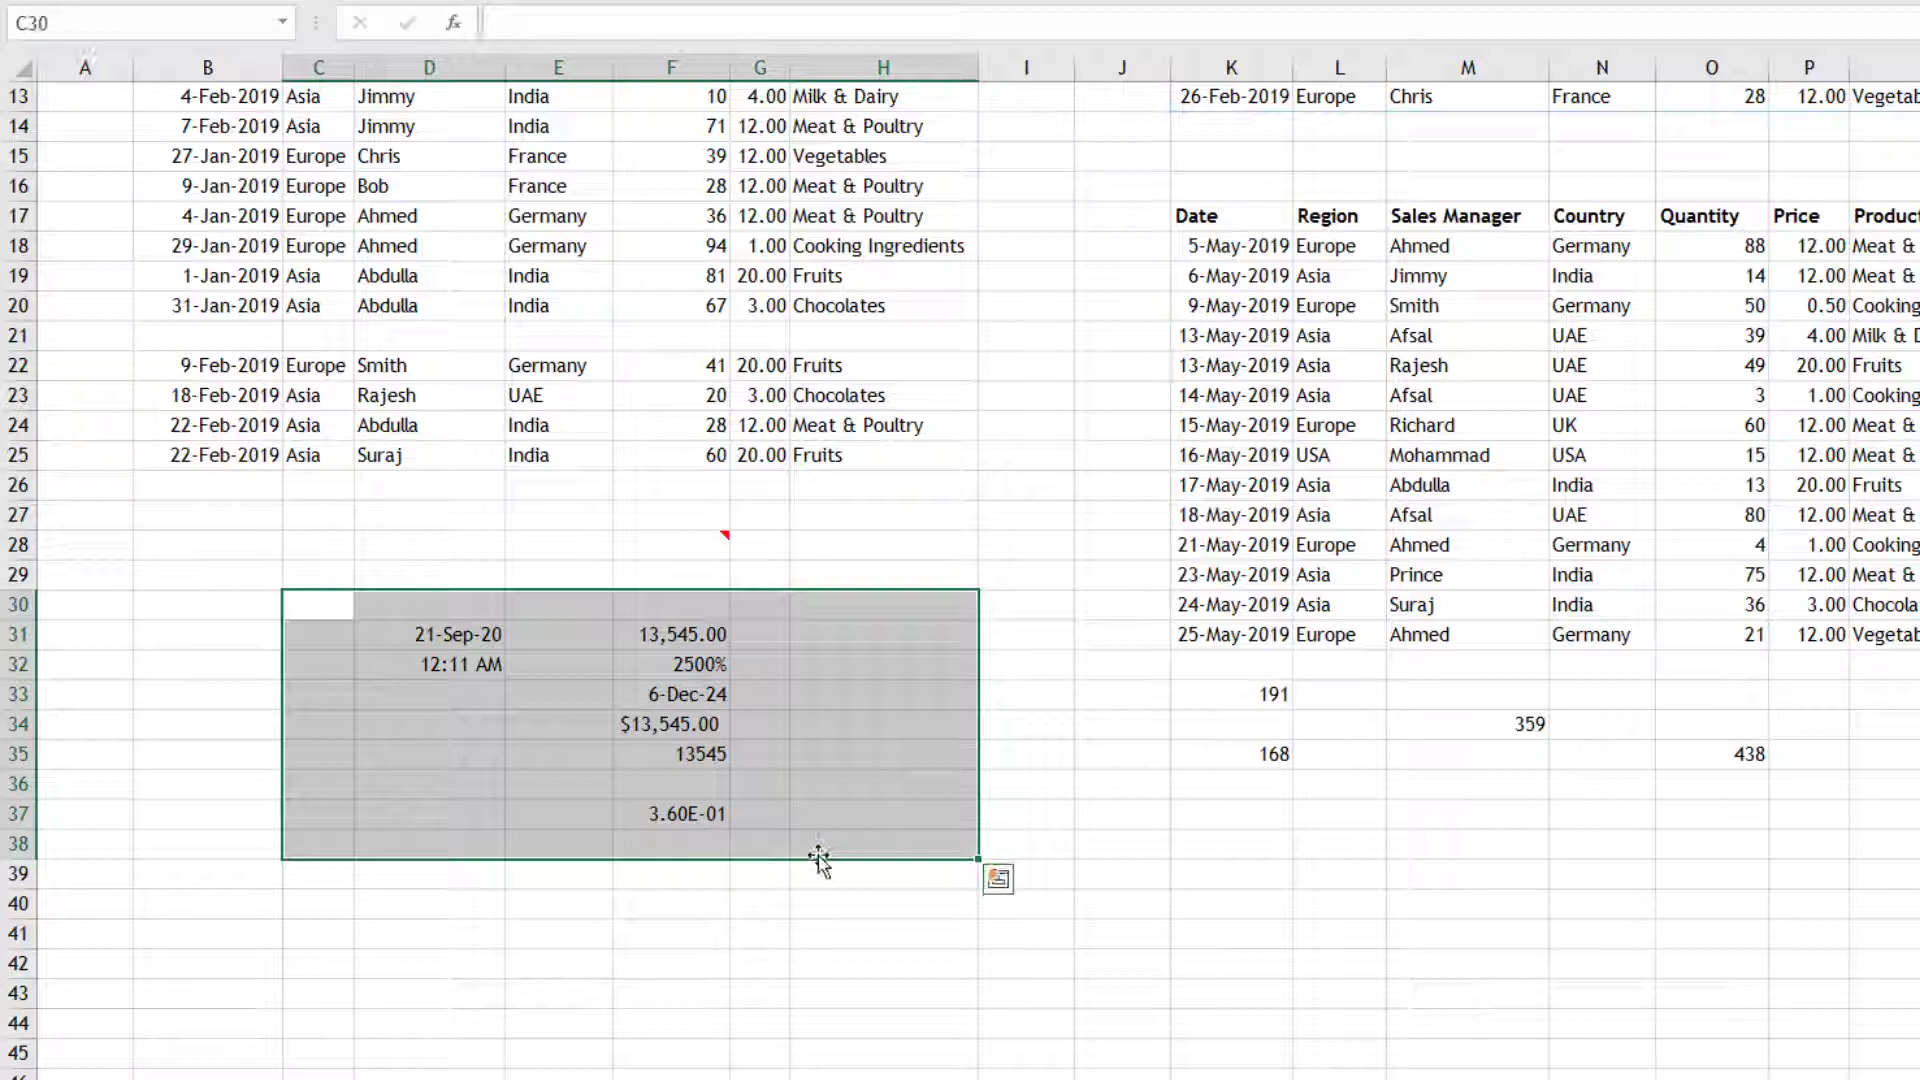 C30
fx
A B C D E F G H I J K L M N O P
13 4-Feb-2019 Asia Jimmy India 10 4.00 Milk & Dairy 26-Feb-2019 Europe Chris France 28 12.00 Vegetab
14 7-Feb-2019 Asia Jimmy India 71 12.00 Meat & Poultry
15 27-Jan-2019 Europe Chris France 39 12.00 Vegetables
16 9-Jan-2019 Europe Bob France 28 12.00 Meat & Poultry
17 4-Jan-2019 Europe Ahmed Germany 36 12.00 Meat & Poultry Date Region Sales Manager Country Quantity Price Product
18 29-Jan-2019 Europe Ahmed Germany 94 1.00 Cooking Ingredients 5-May-2019 Europe Ahmed Germany 88 12.00 Meat &
19 1-Jan-2019 Asia Abdulla India 81 20.00 Fruits 6-May-2019 Asia Jimmy India 14 12.00 Meat &
20 31-Jan-2019 Asia Abdulla India 67 3.00 Chocolates 9-May-2019 Europe Smith Germany 50 0.50 Cooking
21 13-May-2019 Asia Afsal UAE 39 4.00 Milk & D
22 9-Feb-2019 Europe Smith Germany 41 20.00 Fruits 13-May-2019 Asia Rajesh UAE 49 20.00 Fruits
23 18-Feb-2019 Asia Rajesh UAE 20 3.00 Chocolates 14-May-2019 Asia Afsal UAE 3 1.00 Cooking
24 22-Feb-2019 Asia Abdulla India 28 12.00 Meat & Poultry 15-May-2019 Europe Richard UK 60 12.00 Meat &
25 22-Feb-2019 Asia Suraj India 60 20.00 Fruits 16-May-2019 USA Mohammad USA 15 12.00 Meat &
26 17-May-2019 Asia Abdulla India 13 20.00 Fruits
27 18-May-2019 Asia Afsal UAE 80 12.00 Meat &
28 21-May-2019 Europe Ahmed Germany 4 1.00 Cooking
29 23-May-2019 Asia Prince India 75 12.00 Meat &
30 24-May-2019 Asia Suraj India 36 3.00 Chocola
31 21-Sep-20 13,545.00 25-May-2019 Europe Ahmed Germany 21 12.00 Vegetab
32 12:11 AM 2500%
33 6-Dec-24 191
34 $13,545.00 359
35 13545 168 438
36
37 3.60E-01
38
39
40
41
42
43
44
45